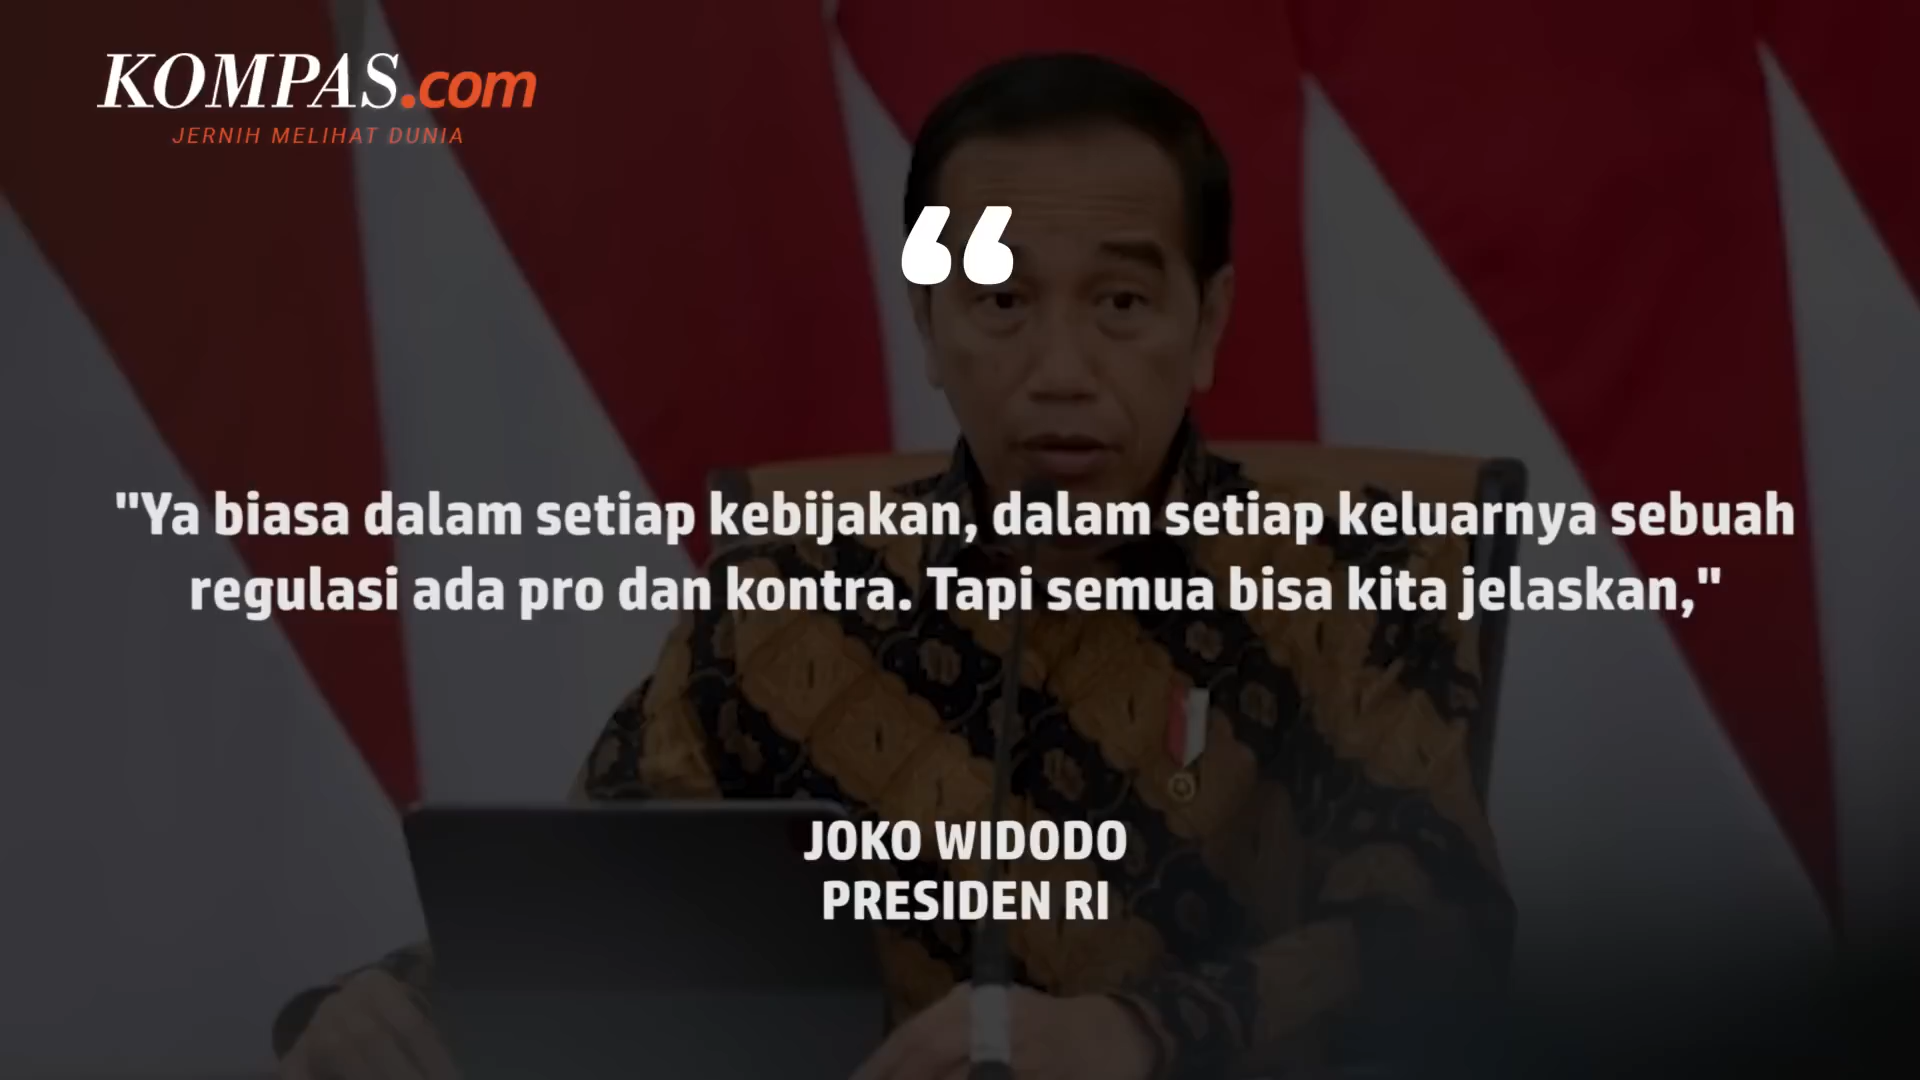 KOMPAS.com
JERNIH MELIHAT DUNIA
“
"Ya biasa dalam setiap kebijakan, dalam setiap keluarnya sebuah
regulasi ada pro dan kontra. Tapi semua bisa kita jelaskan,"
JOKO WIDODO
PRESIDEN RI